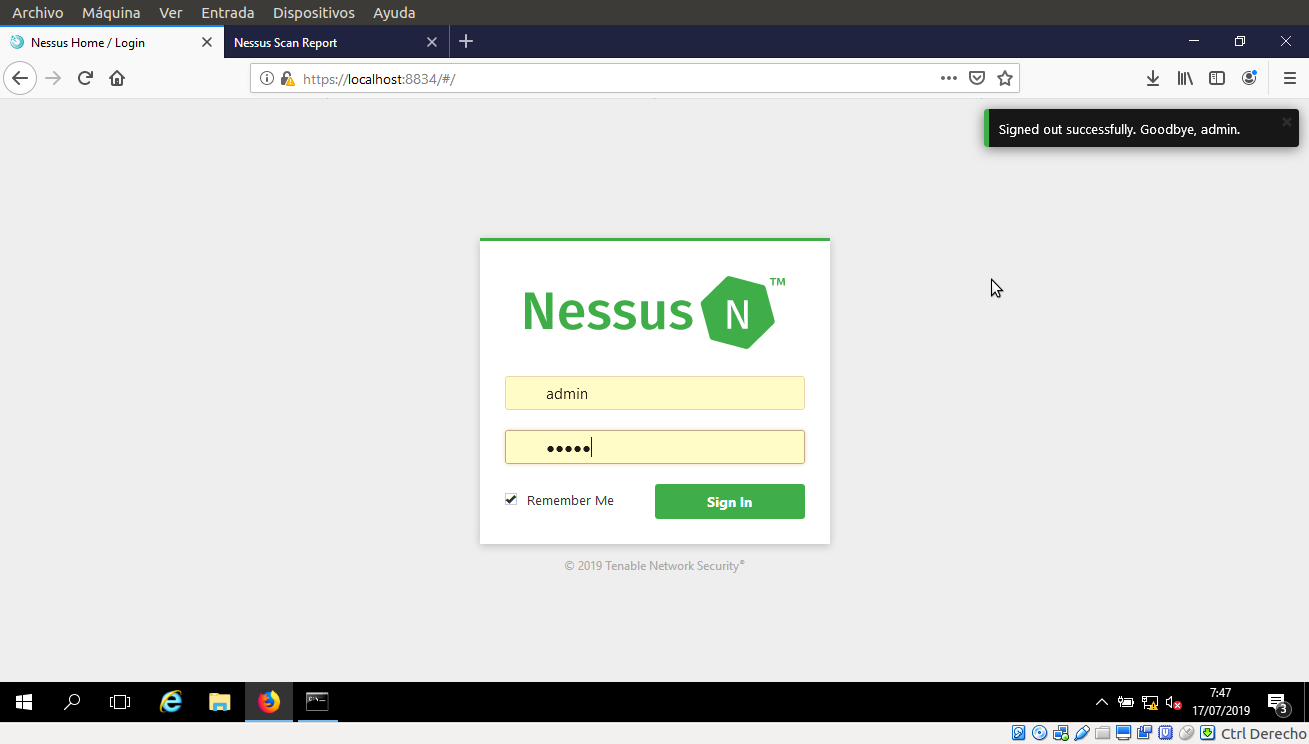 Archivo Máquina Ver Entrada Dispositivos Ayuda
Nessus Home / Login
Nessus Scan Report
https://localhost:8834/#/
Signed out successfully. Goodbye, admin.
Nessus N ™
admin
•••••
Remember Me
Sign In
© 2019 Tenable Network Security®
7:47
17/07/2019
3
Ctrl Derecho